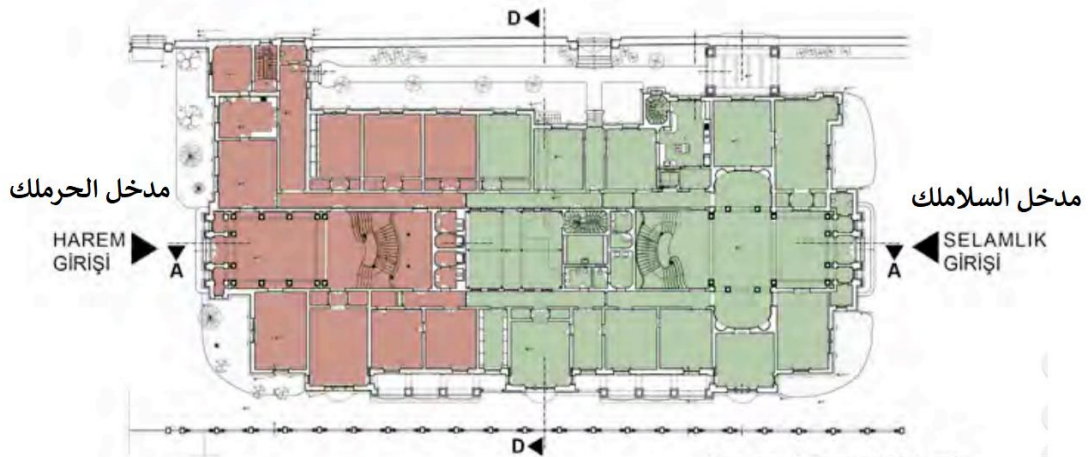 D
مدخل الحرملك
HAREM
GİRİŞİ
A
مدخل السلاملك
SELAMLIK
GİRİŞİ
A
D